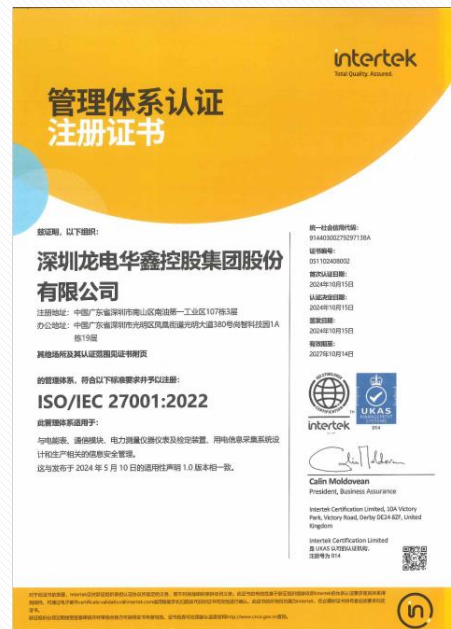 intertek
Total Quality. Assured.
管理体系认证
注册证书
兹证明，以下组织：
深圳龙电华鑫控股集团股份
有限公司
注册地址：中国广东省深圳市南山区南油第一工业区107栋3层
办公地址：中国广东省深圳市光明区凤凰街道光明大道380号尚智科技园1A
栋19层
其他场所及其认证范围见证书附页
的管理体系，符合以下标准要求并予以注册：
ISO/IEC 27001:2022
此管理体系适用于：
与电能表、通信模块、电力测量仪器仪表及检定装置、用电信息采集系统设
计和生产相关的信息安全管理。
这与发布于 2024 年 5 月 10 日的适用性声明 1.0 版本相一致。
统一社会信用代码：
证书编号：
051102408002
首次认证日期：
2024年10月15日
认证决定日期：
2024年10月15日
签发日期：
2024年10月15日
有效期至：
2027年10月14日
intertek
UKAS
MANAGEMENT
SYSTEMS
014
Calin Moldovean
President, Business Assurance
Intertek Certification Limited, 10A Victory
Park, Victory Road, Derby DE24 8ZF, United
Kingdom
Intertek Certification Limited
是 UKAS 认可的认证机构，
注册号为 014
in